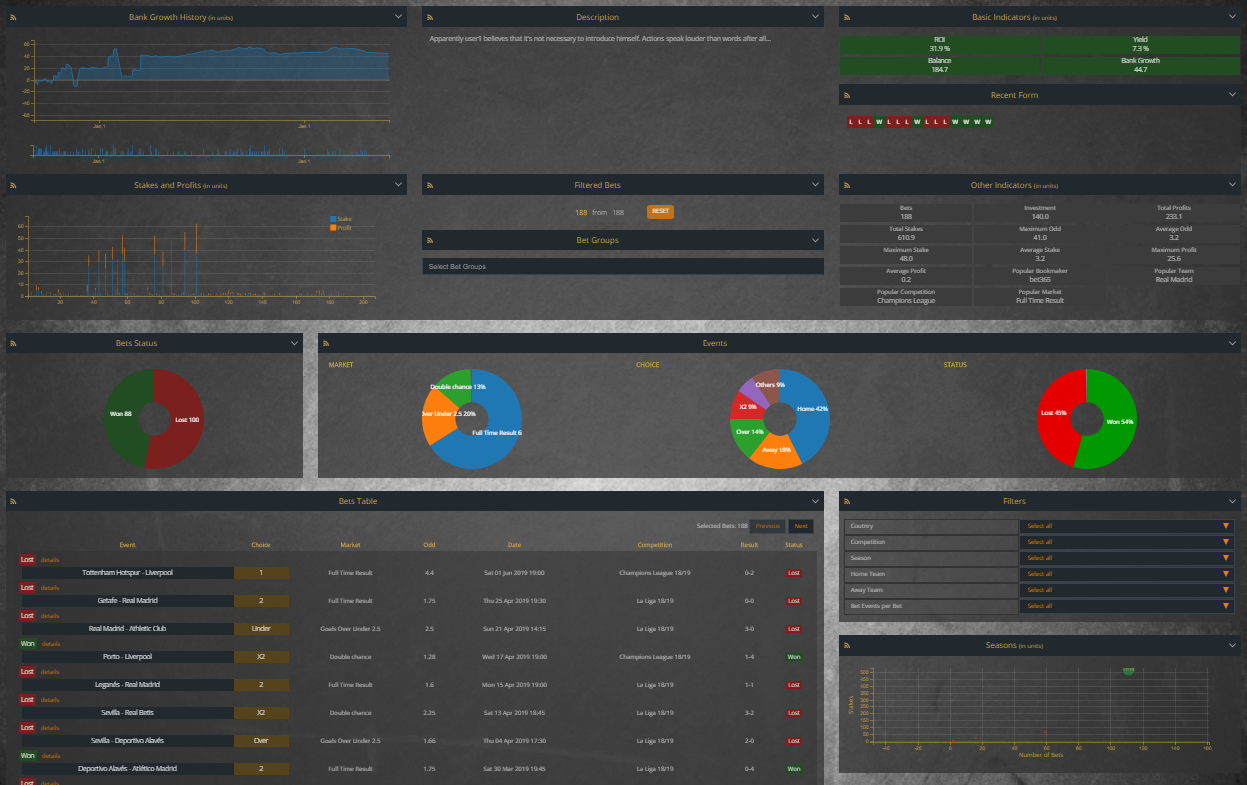 Bank Growth History (in units)
60
40
20
0
-20
-40
-60
Jan 1
Jan 1
Jan 1
Jan 1
Description
Apparently user1 believes that it's not necessary to introduce himself. Actions speak louder than words after all...
Basic Indicators (in units)
ROI
31.9 %
Yield
7.3 %
Balance
184.7
Bank Growth
44.7
Recent Form
L L L W L L L W L L L W W W W
Stakes and Profits (in units)
Stake
Profit
60
50
40
30
20
10
0
20 40 60 80 100 120 140 160 180 200
Filtered Bets
188 from 188 RESET
Bet Groups
Select Bet Groups
Other Indicators (in units)
Bets
188
Investment
140.0
Total Profits
233.1
Total Stakes
610.9
Maximum Odd
41.0
Average Odd
3.2
Maximum Stake
48.0
Average Stake
3.2
Maximum Profit
25.6
Average Profit
0.2
Popular Bookmaker
bet365
Popular Team
Real Madrid
Popular Competition
Champions League
Popular Market
Full Time Result
Bets Status
Won 88
Lost 100
Events
MARKET
Double chance 13%
Over Under 2.5 20%
Full Time Result 6
CHOICE
Others 9%
X2 9%
Home 42%
Over 14%
Away 18%
STATUS
Lost 45%
Won 54%
Bets Table
Selected Bets: 188 Previous Next
Event Choice Market Odd Date Competition Result Status
Lost details
Tottenham Hotspur - Liverpool 1 Full Time Result 4.4 Sat 01 Jun 2019 19:00 Champions League 18/19 0-2 Lost
Lost details
Getafe - Real Madrid 2 Full Time Result 1.75 Thu 25 Apr 2019 19:30 La Liga 18/19 0-0 Lost
Lost details
Real Madrid - Athletic Club Under Goals Over Under 2.5 2.5 Sun 21 Apr 2019 14:15 La Liga 18/19 3-0 Lost
Won details
Porto - Liverpool X2 Double chance 1.28 Wed 17 Apr 2019 19:00 Champions League 18/19 1-4 Won
Lost details
Leganés - Real Madrid 2 Full Time Result 1.6 Mon 15 Apr 2019 19:00 La Liga 18/19 1-1 Lost
Lost details
Sevilla - Real Betis X2 Double chance 2.25 Sat 13 Apr 2019 18:45 La Liga 18/19 3-2 Lost
Lost details
Sevilla - Deportivo Alavés Over Goals Over Under 2.5 1.66 Thu 04 Apr 2019 17:30 La Liga 18/19 2-0 Lost
Won details
Deportivo Alavés - Atlético Madrid 2 Full Time Result 1.75 Sat 30 Mar 2019 19:45 La Liga 18/19 0-4 Won
Lost details
Filters
Coutnry Select all
Competition Select all
Season Select all
Home Team Select all
Away Team Select all
Bet Events per Bet Select all
Seasons (in units)
Stakes
500
450
400
350
300
250
200
150
100
50
0
-40 -20 0 20 40 60 80 100 120 140 160
Number of Bets